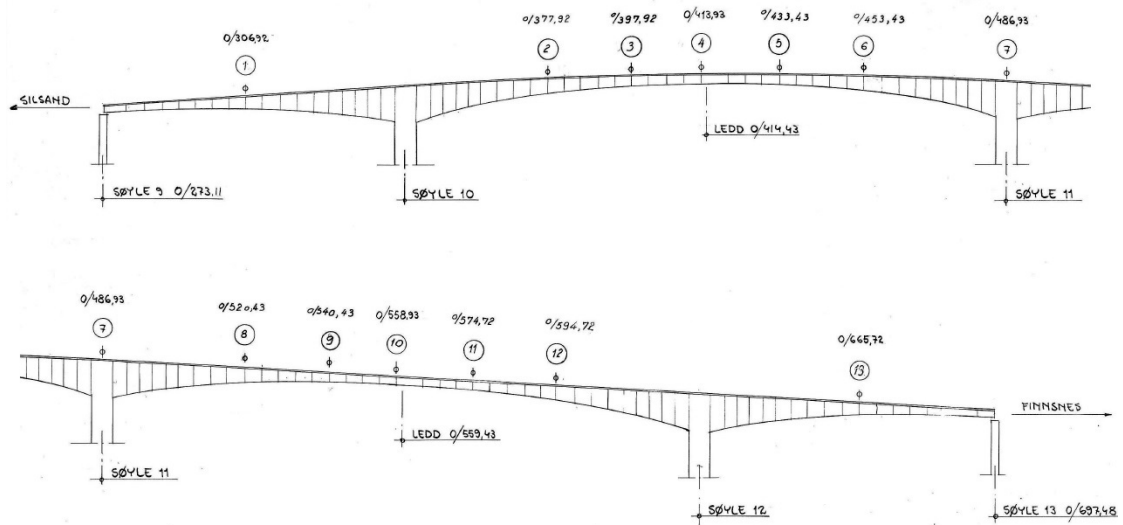 0/306,92
0/377,92
0/397,92
0/413,93
0/433,43
0/453,43
0/486,93
1
2
3
4
5
6
7
SILSAND
LEDD 0/414,43
SØYLE 9 0/273,11
SØYLE 10
SØYLE 11
0/486,93
0/520,43
0/540,43
0/558,93
0/574,72
0/594,72
0/665,72
7
8
9
10
11
12
13
FINNSNES
LEDD 0/559,43
SØYLE 11
SØYLE 12
SØYLE 13 0/697,48